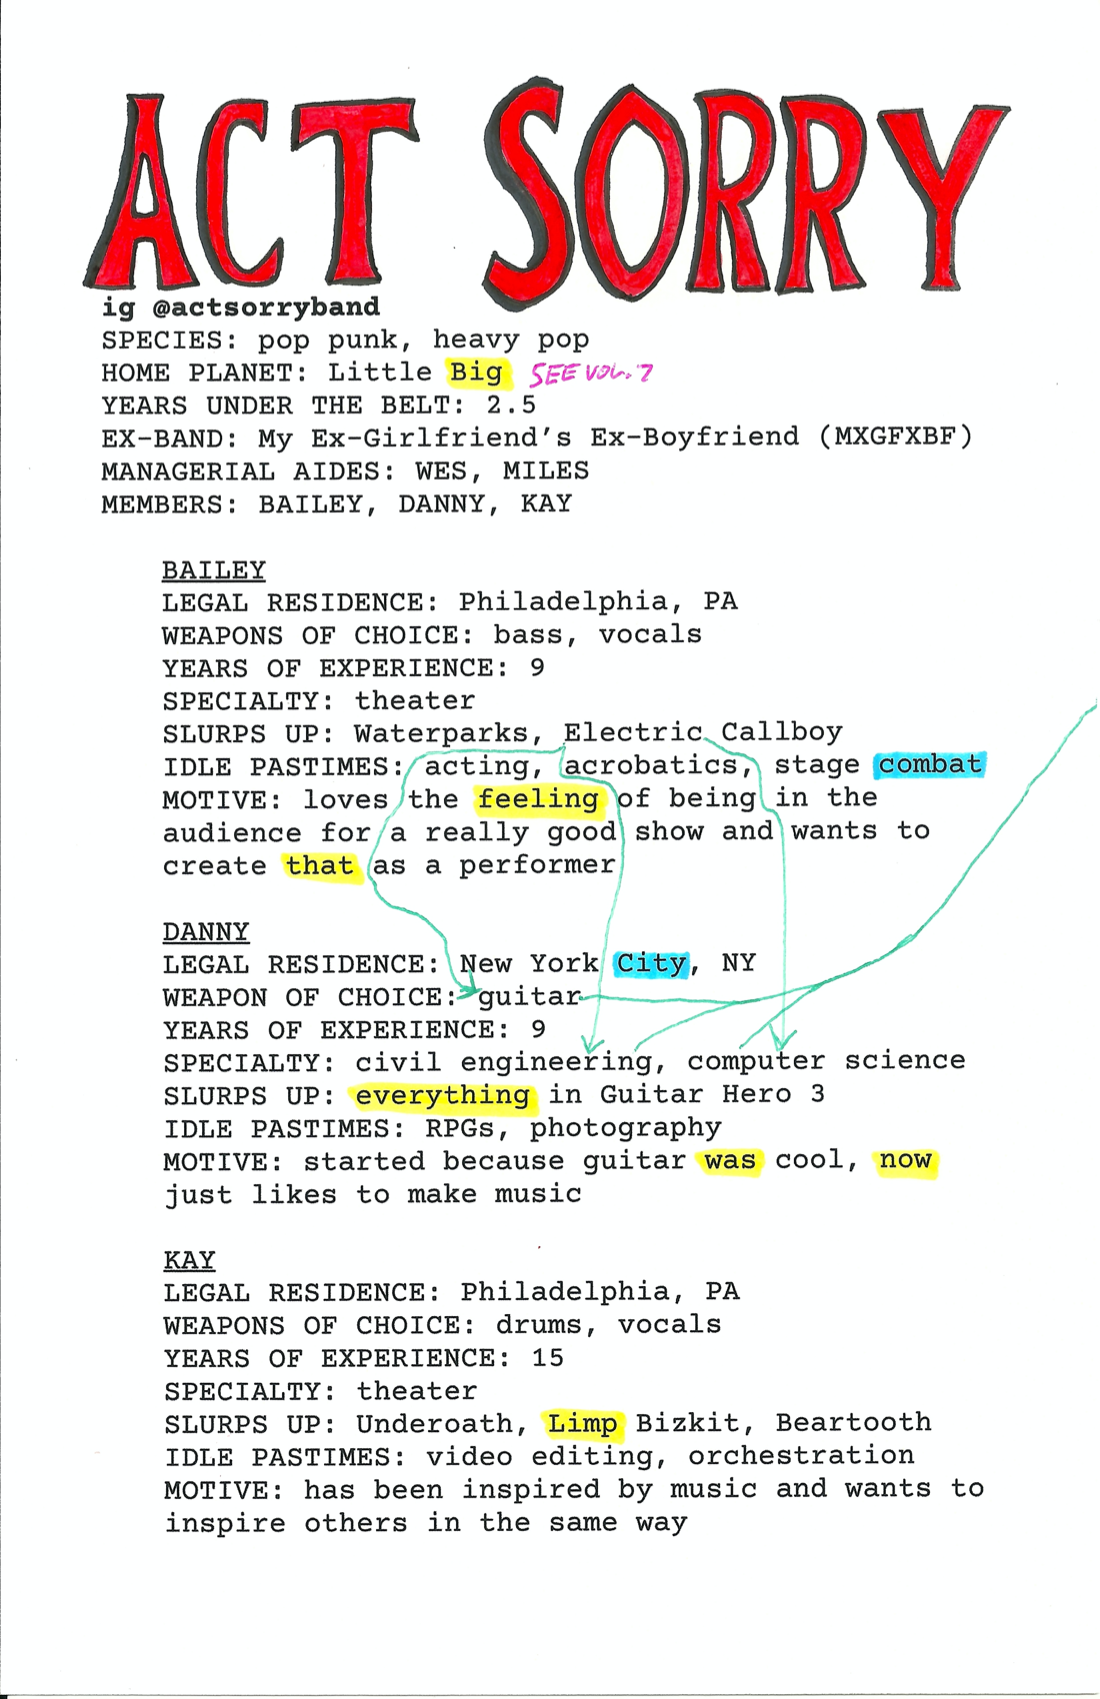 ACT SORRY
ig @actsorryband
SPECIES: pop punk, heavy pop
HOME PLANET: Little Big SEE VOL. 7
YEARS UNDER THE BELT: 2.5
EX-BAND: My Ex-Girlfriend's Ex-Boyfriend (MXGFXBF)
MANAGERIAL AIDES: WES, MILES
MEMBERS: BAILEY, DANNY, KAY
BAILEY
LEGAL RESIDENCE: Philadelphia, PA
WEAPONS OF CHOICE: bass, vocals
YEARS OF EXPERIENCE: 9
SPECIALTY: theater
SLURPS UP: Waterparks, Electric Callboy
IDLE PASTIMES: acting, acrobatics, stage combat
MOTIVE: loves the feeling of being in the
audience for a really good show and wants to
create that as a performer
DANNY
LEGAL RESIDENCE: New York City, NY
WEAPON OF CHOICE: guitar
YEARS OF EXPERIENCE: 9
SPECIALTY: civil engineering, computer science
SLURPS UP: everything in Guitar Hero 3
IDLE PASTIMES: RPGs, photography
MOTIVE: started because guitar was cool, now
just likes to make music
KAY
LEGAL RESIDENCE: Philadelphia, PA
WEAPONS OF CHOICE: drums, vocals
YEARS OF EXPERIENCE: 15
SPECIALTY: theater
SLURPS UP: Underoath, Limp Bizkit, Beartooth
IDLE PASTIMES: video editing, orchestration
MOTIVE: has been inspired by music and wants to
inspire others in the same way